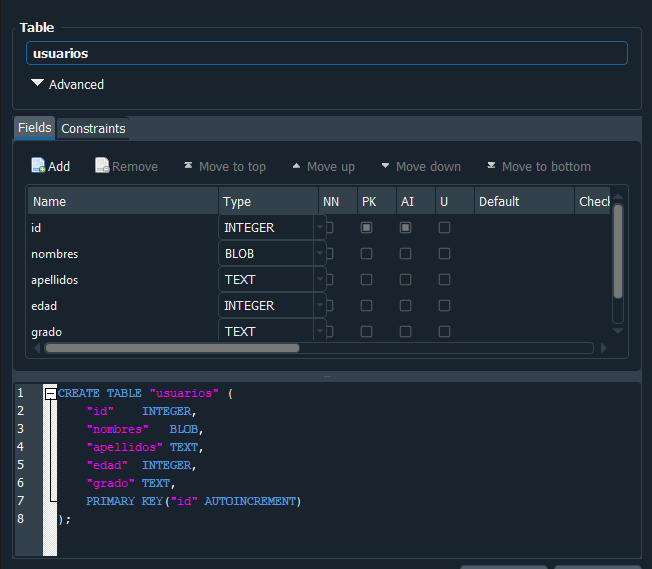 Table
usuarios
Advanced
Fields Constraints
Add Remove Move to top Move up Move down Move to bottom
Name Type NN PK AI U Default Check
id INTEGER
nombres BLOB
apellidos TEXT
edad INTEGER
grado TEXT
1 CREATE TABLE "usuarios" (
2 "id" INTEGER,
3 "nombres" BLOB,
4 "apellidos" TEXT,
5 "edad" INTEGER,
6 "grado" TEXT,
7 PRIMARY KEY("id" AUTOINCREMENT)
8 );